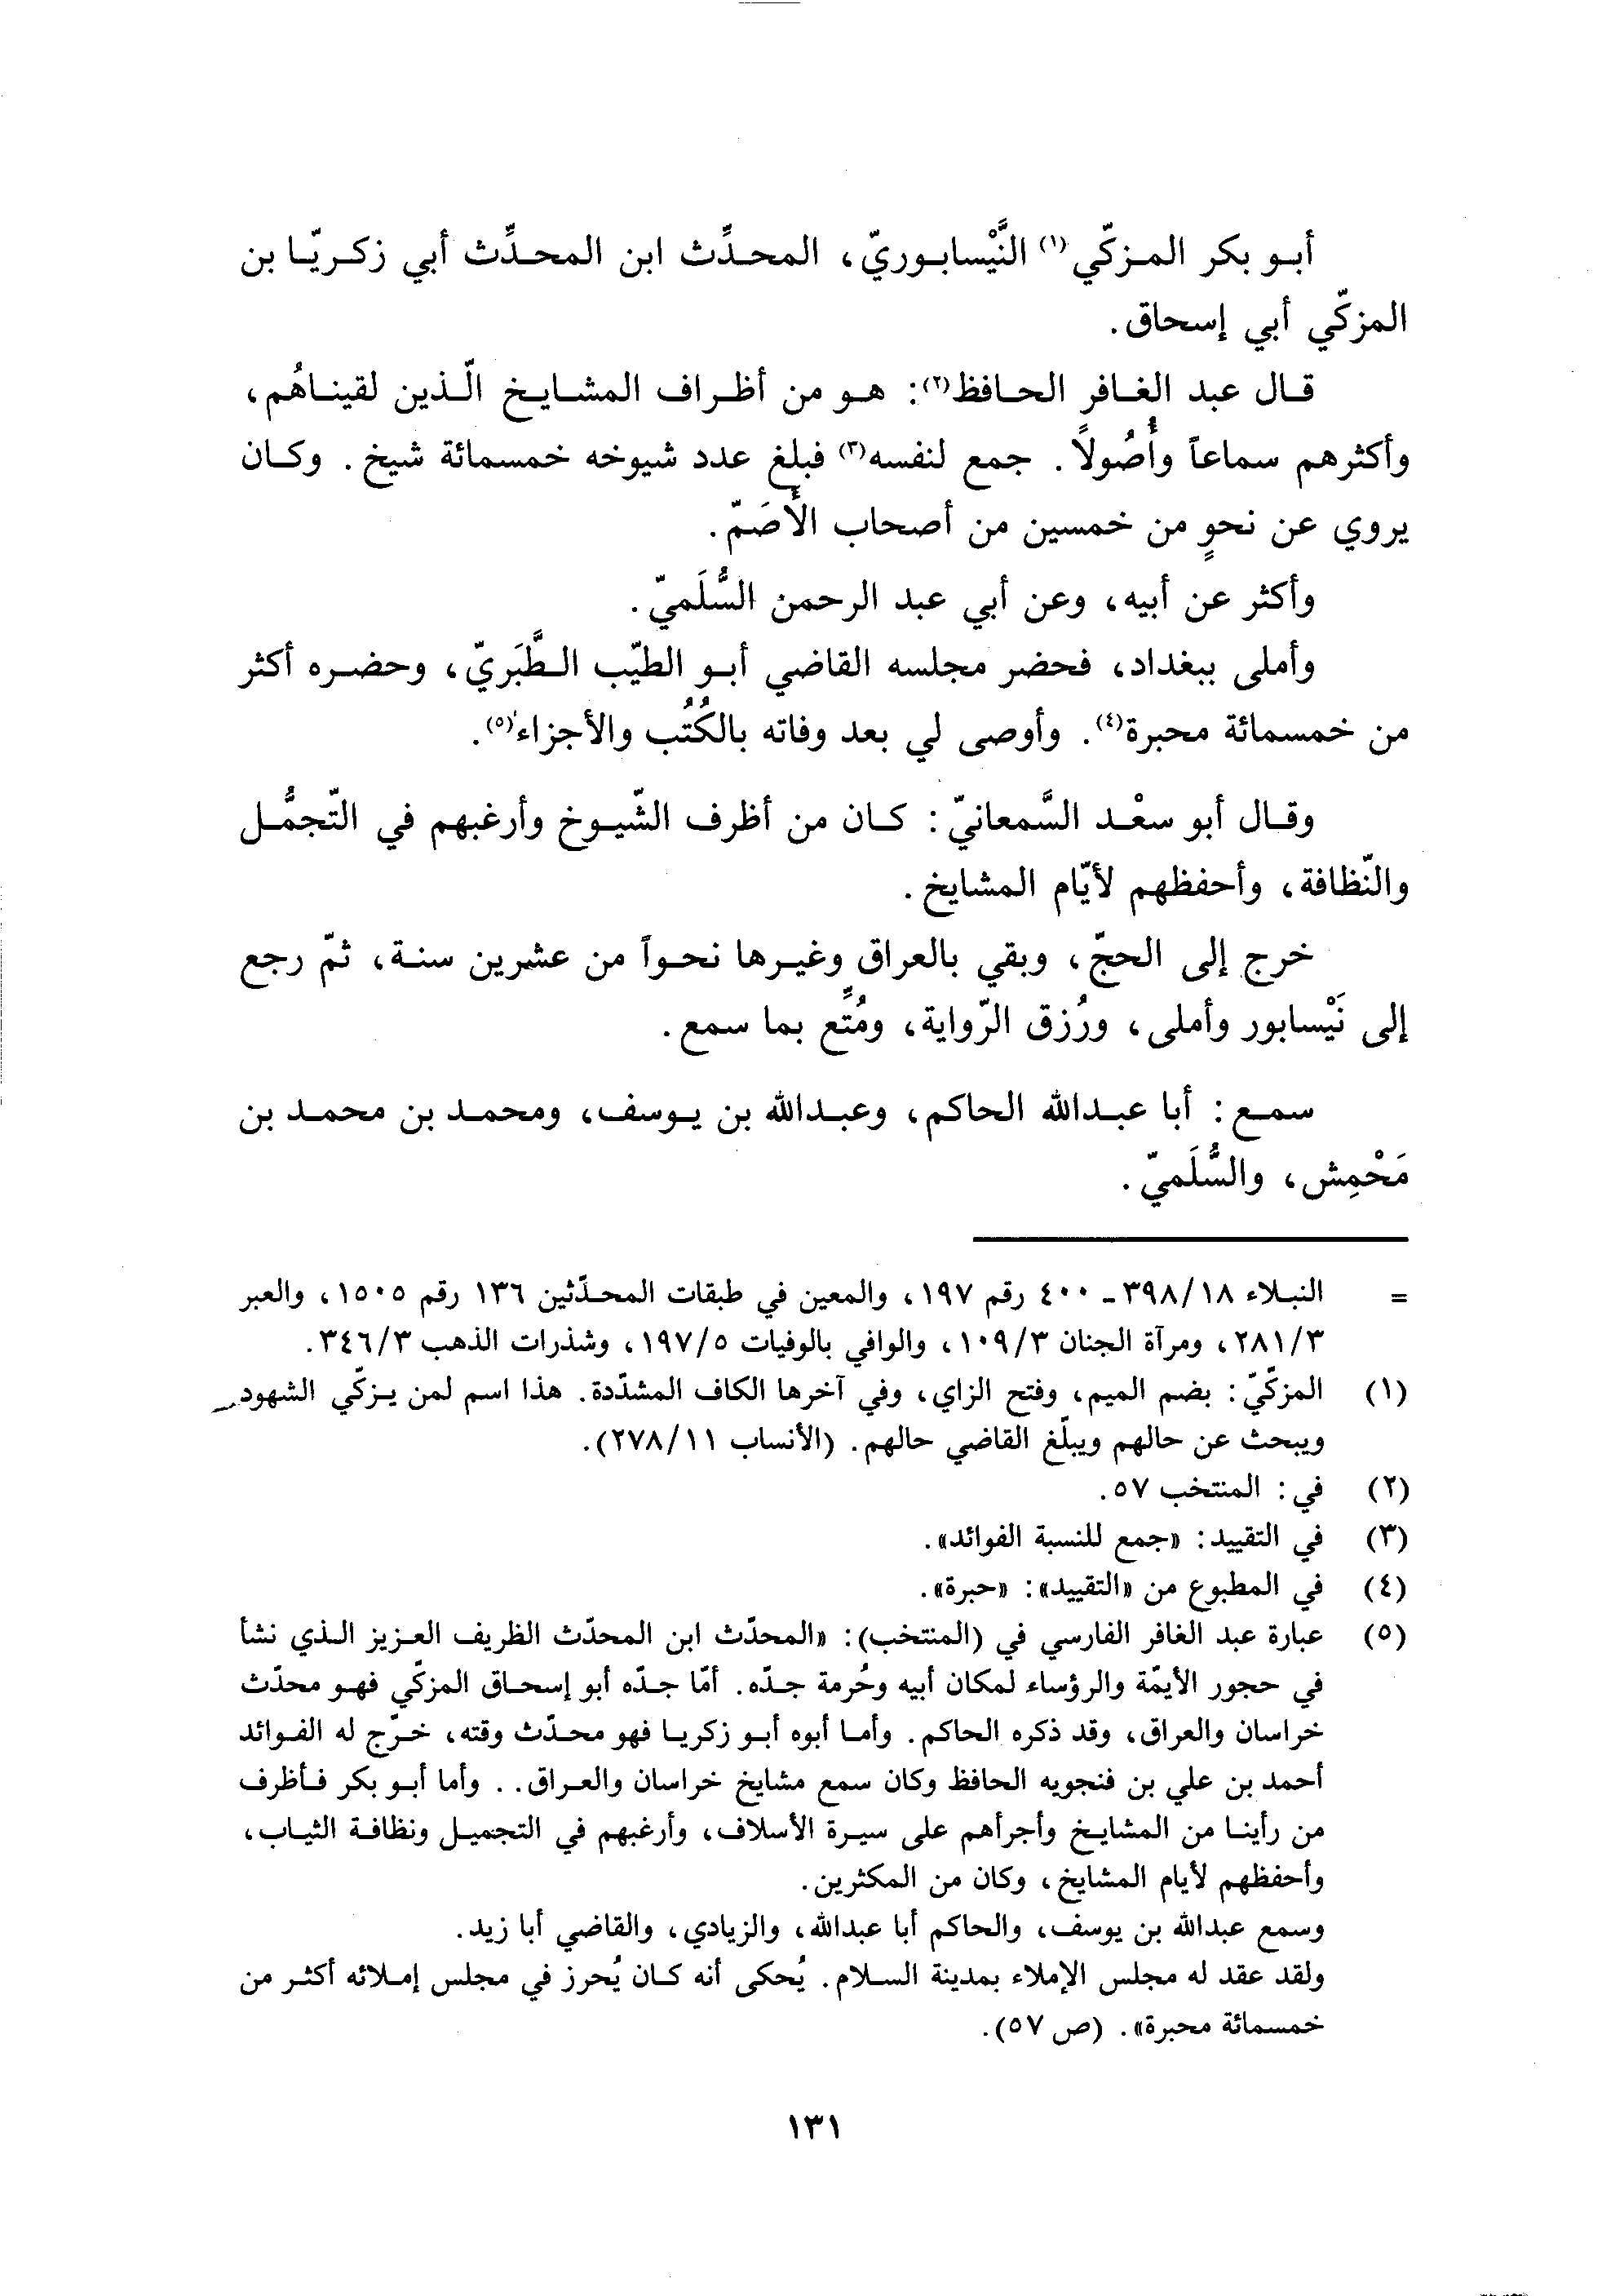 أبو بكر المزكّي(١) النَّيْسابوريّ، المحدِّث ابن المحدِّث أبي زكريّا بن
المزكّي أبي إسحاق.
قال عبد الغافر الحافظ(٢): هو من أظراف المشايخ الّذين لقيناهُم،
وأكثرهم سماعاً وأُصُولاً. جمع لنفسه(٣) فبلغ عدد شيوخه خمسمائة شيخ. وكان
يروي عن نحوٍ من خمسين من أصحاب الأَصَمّ.
وأكثر عن أبيه، وعن أبي عبد الرحمن السُّلَميّ.
وأملى ببغداد، فحضر مجلسه القاضي أبو الطيّب الطَّبَريّ، وحضره أكثر
من خمسمائة محبرة(٤). وأوصى لي بعد وفاته بالكُتُب والأجزاء(٥).
وقال أبو سعْد السَّمعانيّ: كان من أظرف الشّيوخ وأرغبهم في التّجمُّل
والنّظافة، وأحفظهم لأيّام المشايخ.
خرج إلى الحجّ، وبقي بالعراق وغيرها نحواً من عشرين سنة، ثمّ رجع
إلى نَيْسابور وأملى، ورُزق الرّواية، ومُتِّع بما سمع.
سمع: أبا عبدالله الحاكم، وعبدالله بن يوسف، ومحمد بن محمد بن
مَحْمِش، والسُّلَميّ.
= النبلاء ٣٩٨/١٨ ـ ٤٠٠ رقم ١٩٧، والمعين في طبقات المحدّثين ١٣٦ رقم ١٥٠٥، والعبر
٢٨١/٣، ومرآة الجنان ١٠٩/٣، والوافي بالوفيات ١٩٧/٥، وشذرات الذهب ٣٤٦/٣.
(١) المزكّيّ: بضم الميم، وفتح الزاي، وفي آخرها الكاف المشدّدة. هذا اسم لمن يزكّي الشهود
ويبحث عن حالهم ويبلّغ القاضي حالهم. (الأنساب ٢٧٨/١١).
(٢) في: المنتخب ٥٧.
(٣) في التقييد: «جمع للنسبة الفوائد».
(٤) في المطبوع من «التقييد»: «حبرة».
(٥) عبارة عبد الغافر الفارسي في (المنتخب): «المحدّث ابن المحدّث الظريف العزيز الذي نشأ
في حجور الأيمّة والرؤساء لمكان أبيه وحُرمة جدّه. أمّا جدّه أبو إسحاق المزكّي فهو محدّث
خراسان والعراق، وقد ذكره الحاكم. وأما أبوه أبو زكريا فهو محدّث وقته، خرّج له الفوائد
أحمد بن علي بن فنجويه الحافظ وكان سمع مشايخ خراسان والعراق.. وأما أبو بكر فأظرف
من رأينا من المشايخ وأجرأهم على سيرة الأسلاف، وأرغبهم في التجميل ونظافة الثياب،
وأحفظهم لأيام المشايخ، وكان من المكثرين.
وسمع عبدالله بن يوسف، والحاكم أبا عبدالله، والزيادي، والقاضي أبا زيد.
ولقد عقد له مجلس الإملاء بمدينة السلام. يُحكى أنه كان يُحرز في مجلس إملائه أكثر من
خمسمائة محبرة». (ص ٥٧).
١٣١